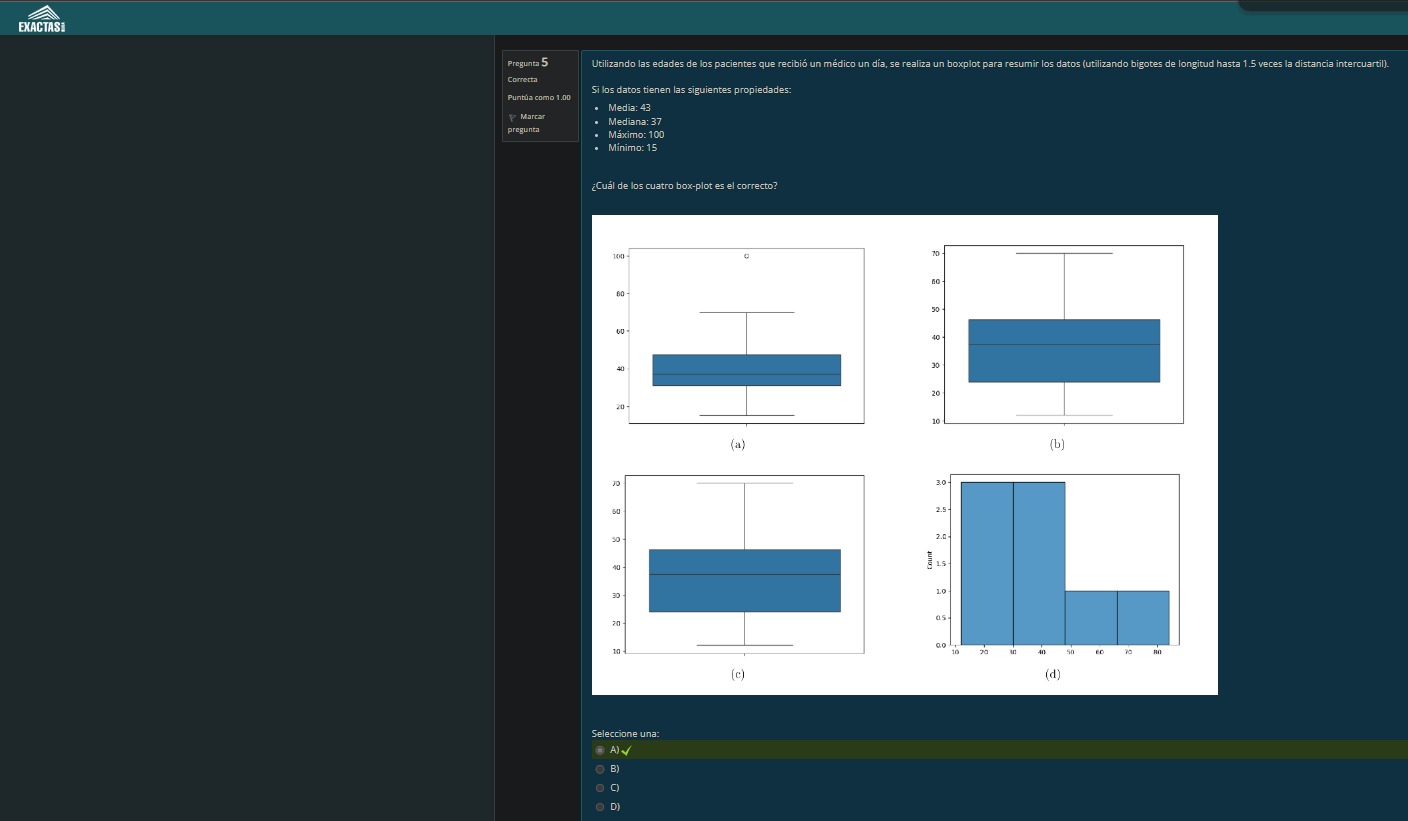 EXACTAS
Pregunta 5
Correcta
Puntúa como 1.00
Marcar
pregunta
Utilizando las edades de los pacientes que recibió un médico un día, se realiza un boxplot para resumir los datos (utilizando bigotes de longitud hasta 1.5 veces la distancia intercuartil).
Si los datos tienen las siguientes propiedades:
Media: 43
Mediana: 37
Máximo: 100
Mínimo: 15
¿Cuál de los cuatro box-plot es el correcto?
100
80
60
40
20
(a)
70
60
50
40
30
20
10
(b)
70
60
50
40
30
20
10
(c)
3.0
2.5
2.0
1.5
1.0
0.5
0.0
Count
10 20 30 40 50 60 70 80
(d)
Seleccione una:
A)
B)
C)
D)